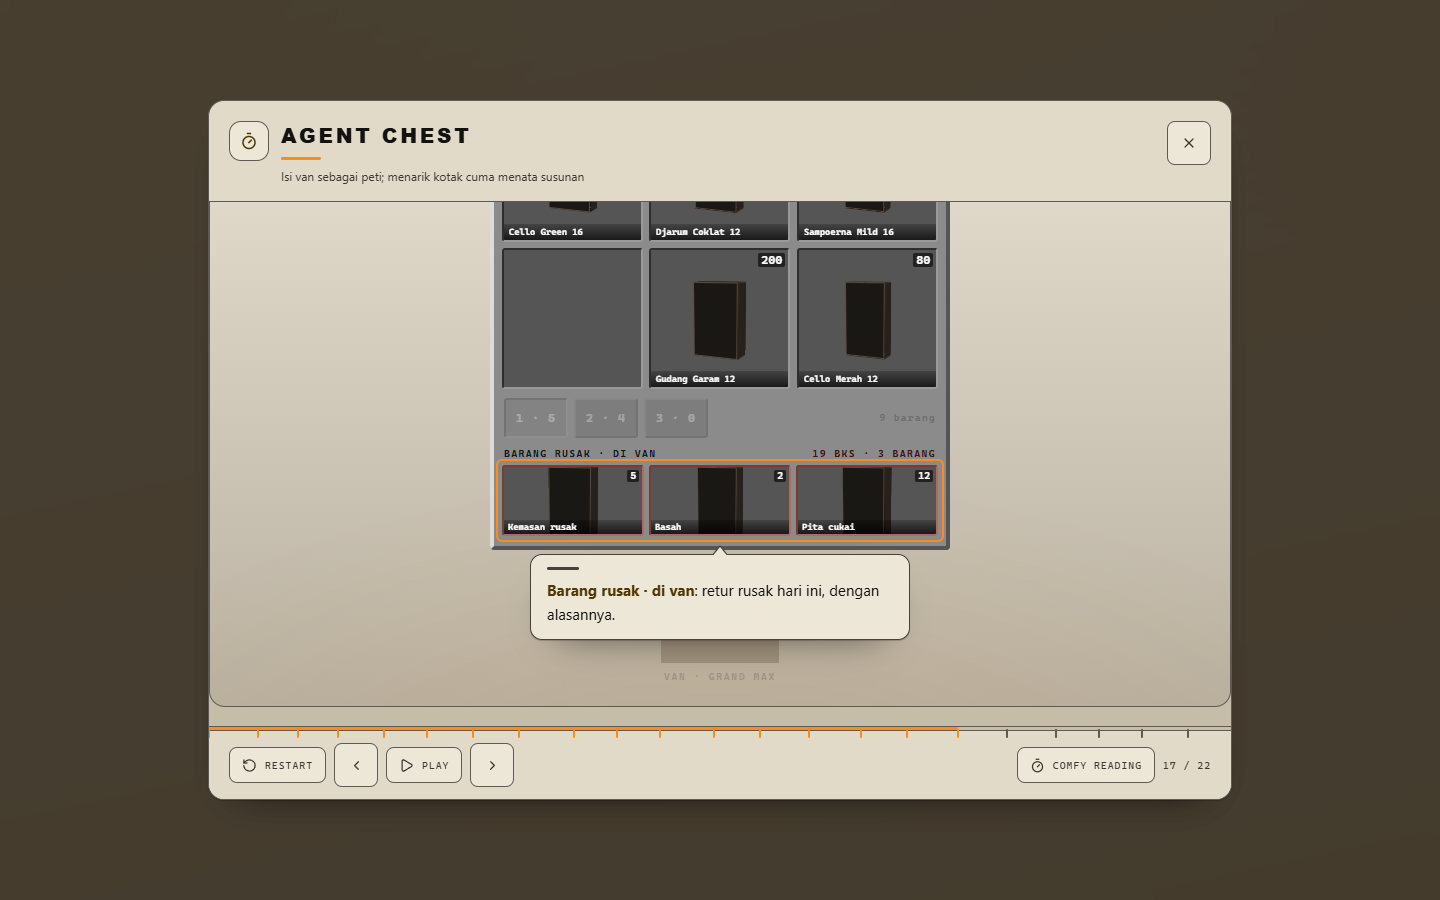 AGENT CHEST
Isi van sebagai peti; menarik kotak cuma menata susunan
Cello Green 16
Djarum Coklat 12
Sampoerna Mild 16
200
80
Gudang Garam 12
Cello Merah 12
1 · 5
2 · 4
3 · 0
9 barang
BARANG RUSAK · DI VAN
19 BKS · 3 BARANG
5
2
12
Kemasan rusak
Basah
Pita cukai
Barang rusak · di van: retur rusak hari ini, dengan
alasannya.
VAN · GRAND MAX
RESTART
PLAY
COMFY READING
17 / 22